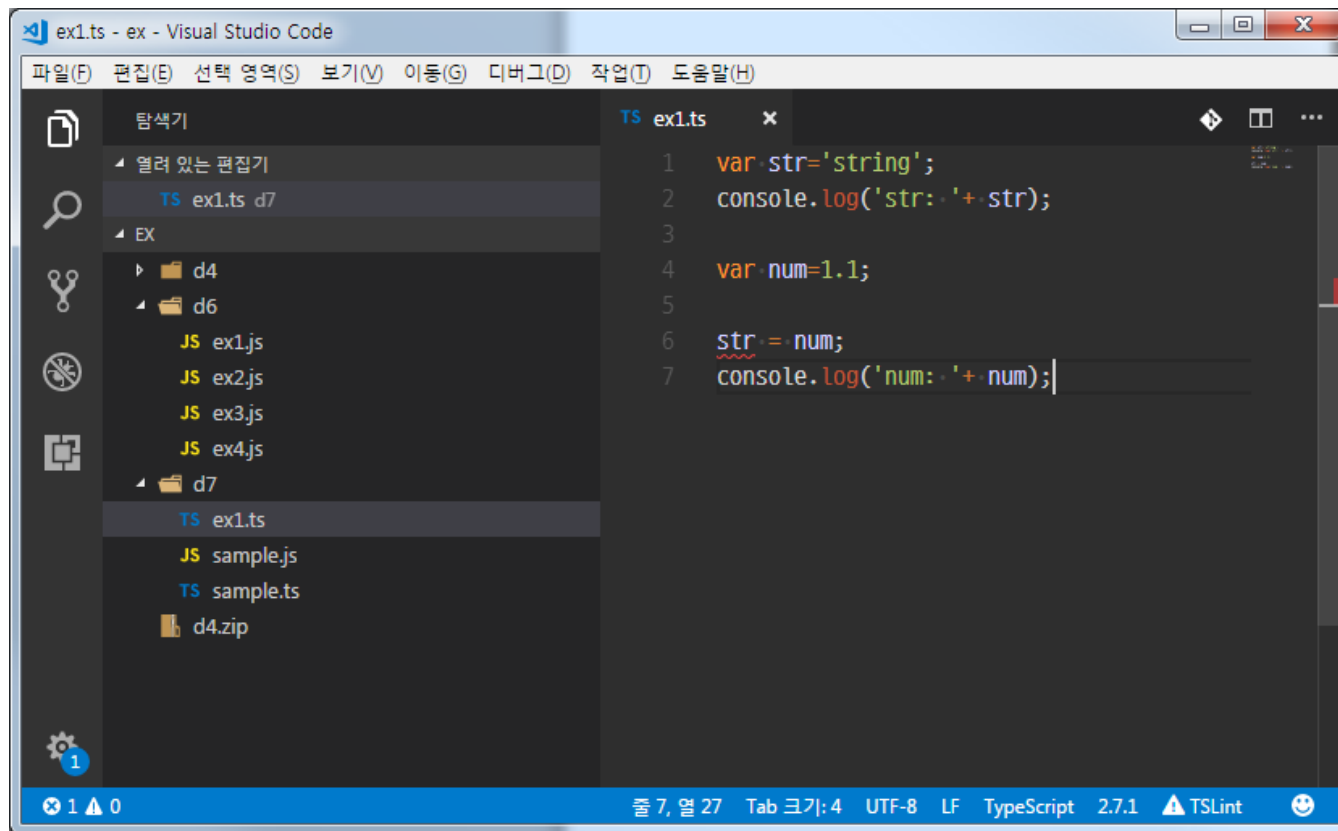 ex1.ts - ex - Visual Studio Code
파일(F) 편집(E) 선택 영역(S) 보기(V) 이동(G) 디버그(D) 작업(T) 도움말(H)
탐색기
열려 있는 편집기
TS ex1.ts d7
EX
d4
d6
JS ex1.js
JS ex2.js
JS ex3.js
JS ex4.js
d7
TS ex1.ts
JS sample.js
TS sample.ts
d4.zip
1
TS ex1.ts
1 var str='string';
2 console.log('str: '+ str);
3
4 var num=1.1;
5
6 str = num;
7 console.log('num: '+ num);
1 0 줄 7, 열 27 Tab 크기: 4 UTF-8 LF TypeScript 2.7.1 TSLint